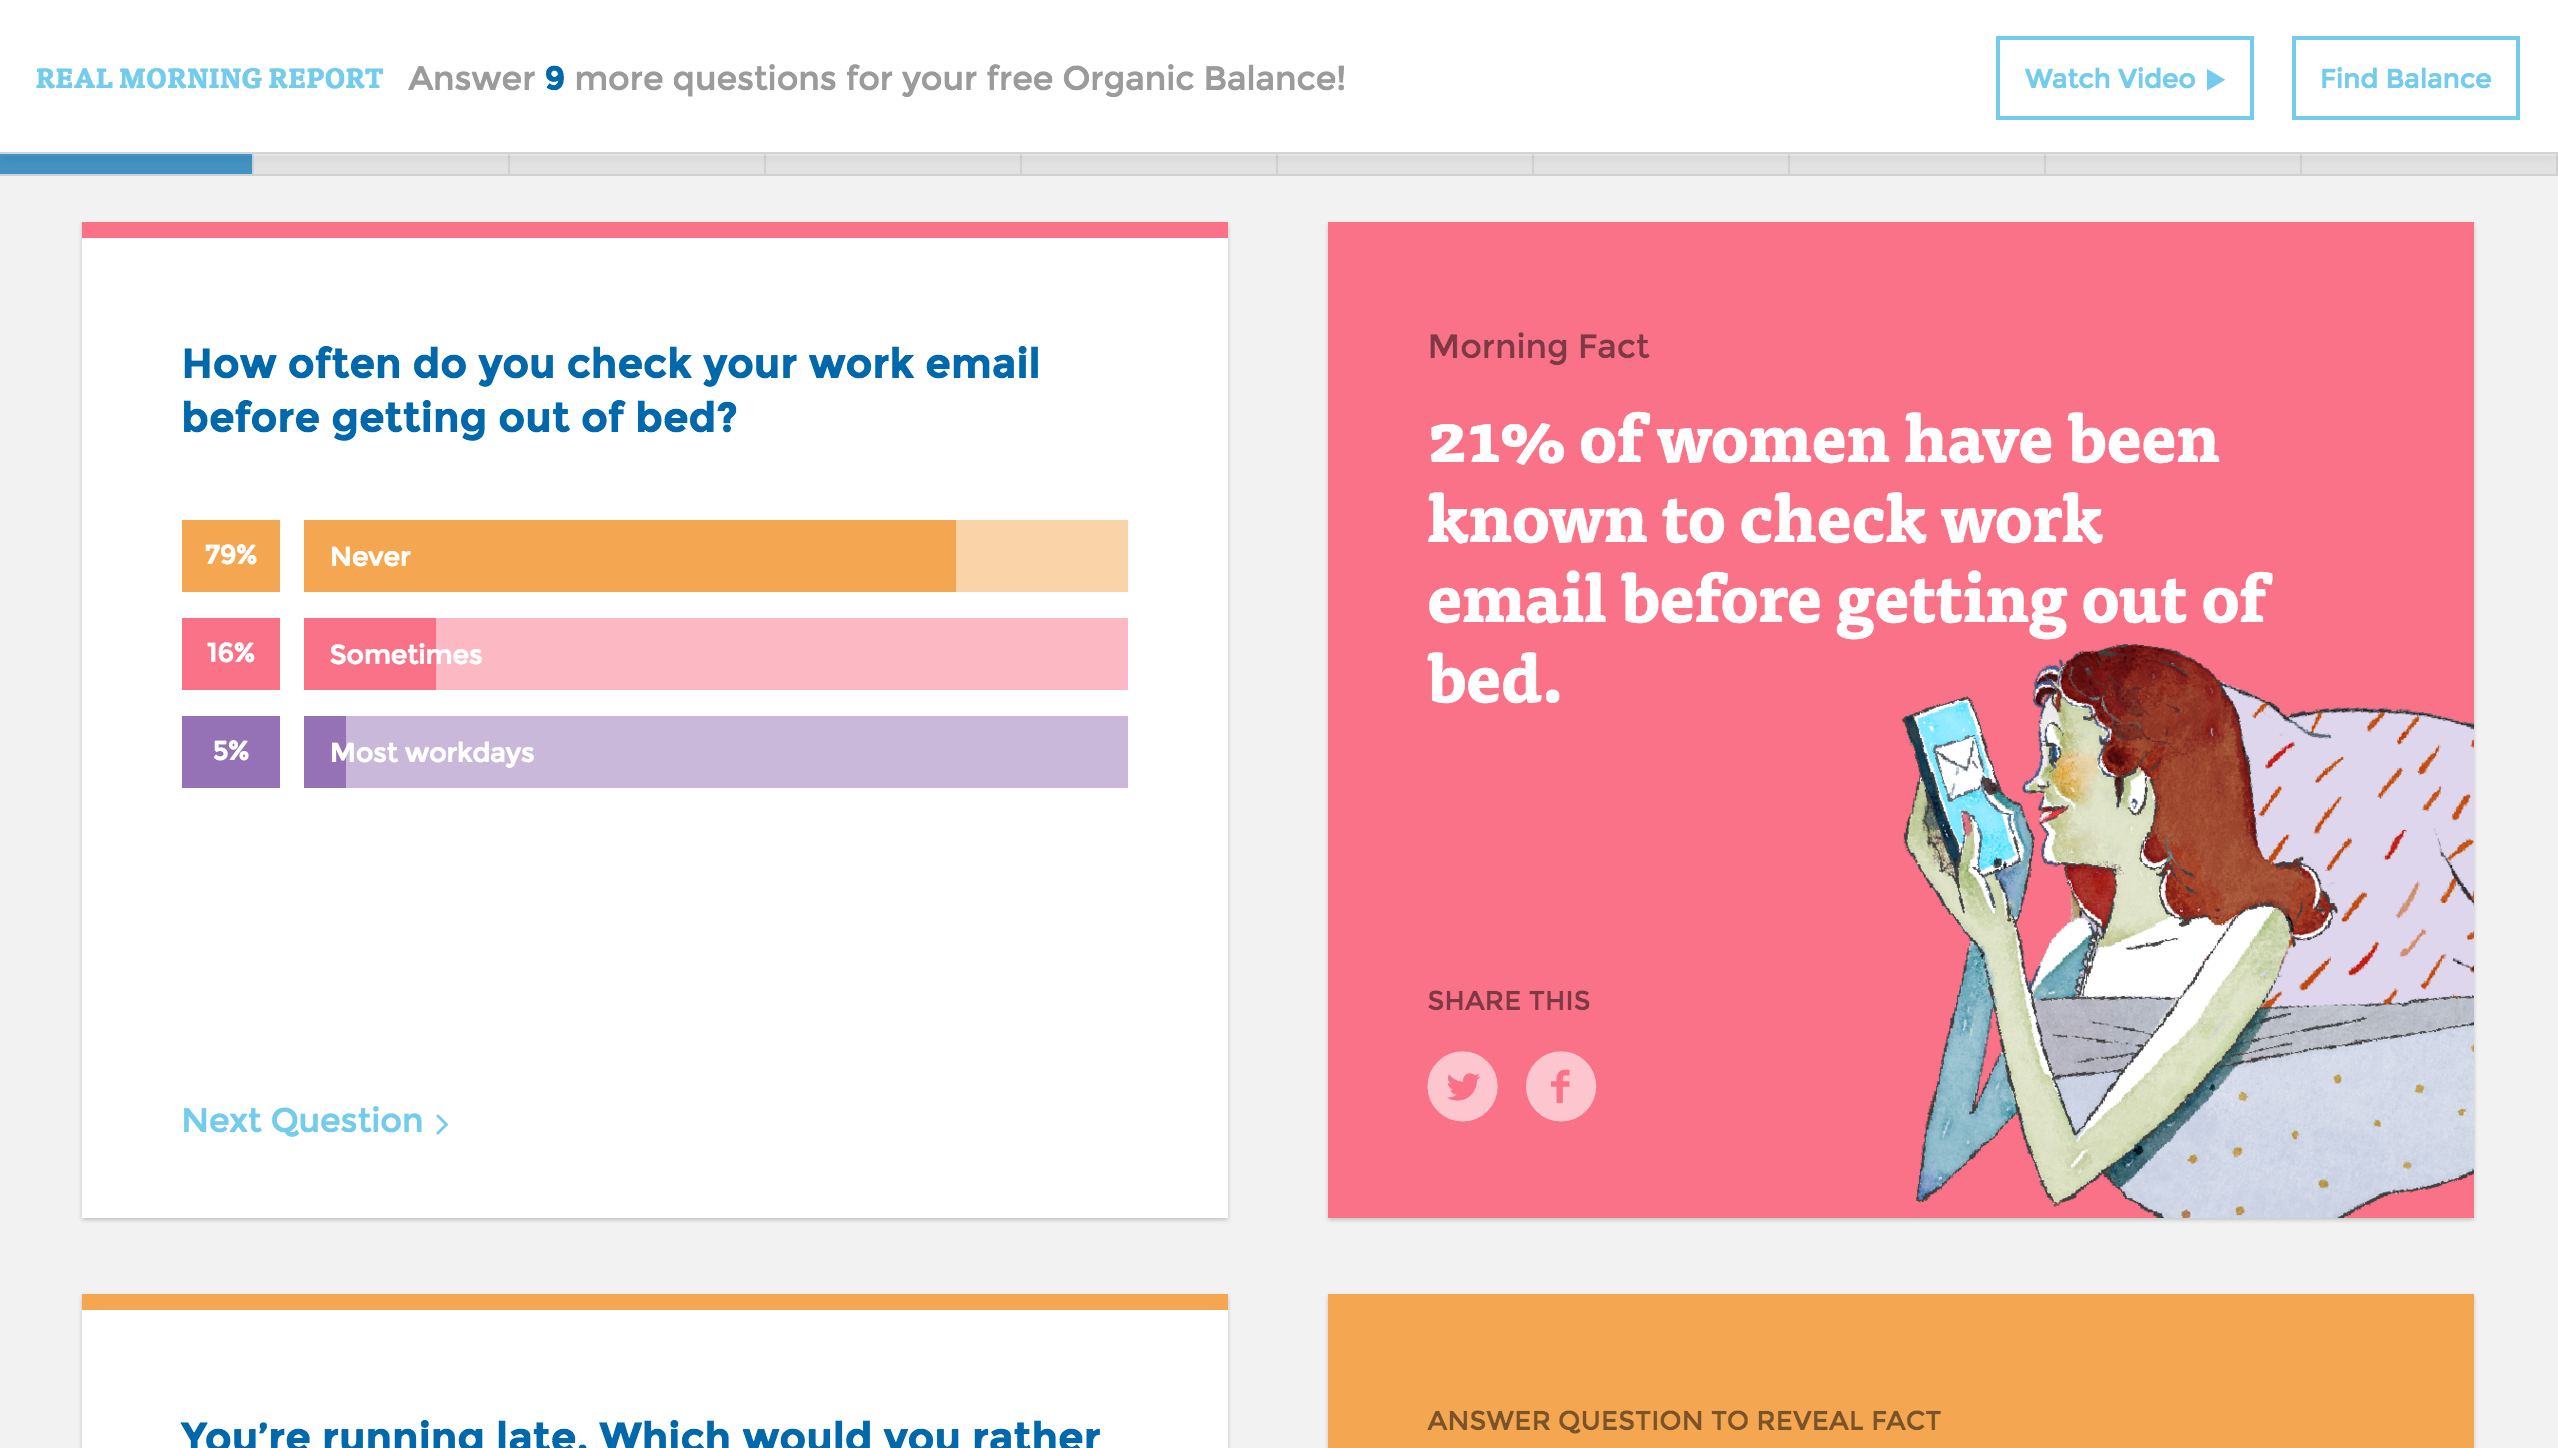 REAL MORNING REPORT Answer 9 more questions for your free Organic Balance!
Watch Video
Find Balance
How often do you check your work email
before getting out of bed?
79% Never
16% Sometimes
5% Most workdays
Next Question
Morning Fact
21% of women have been
known to check work
email before getting out of
bed.
SHARE THIS
You’re running late. Which would you rather
ANSWER QUESTION TO REVEAL FACT